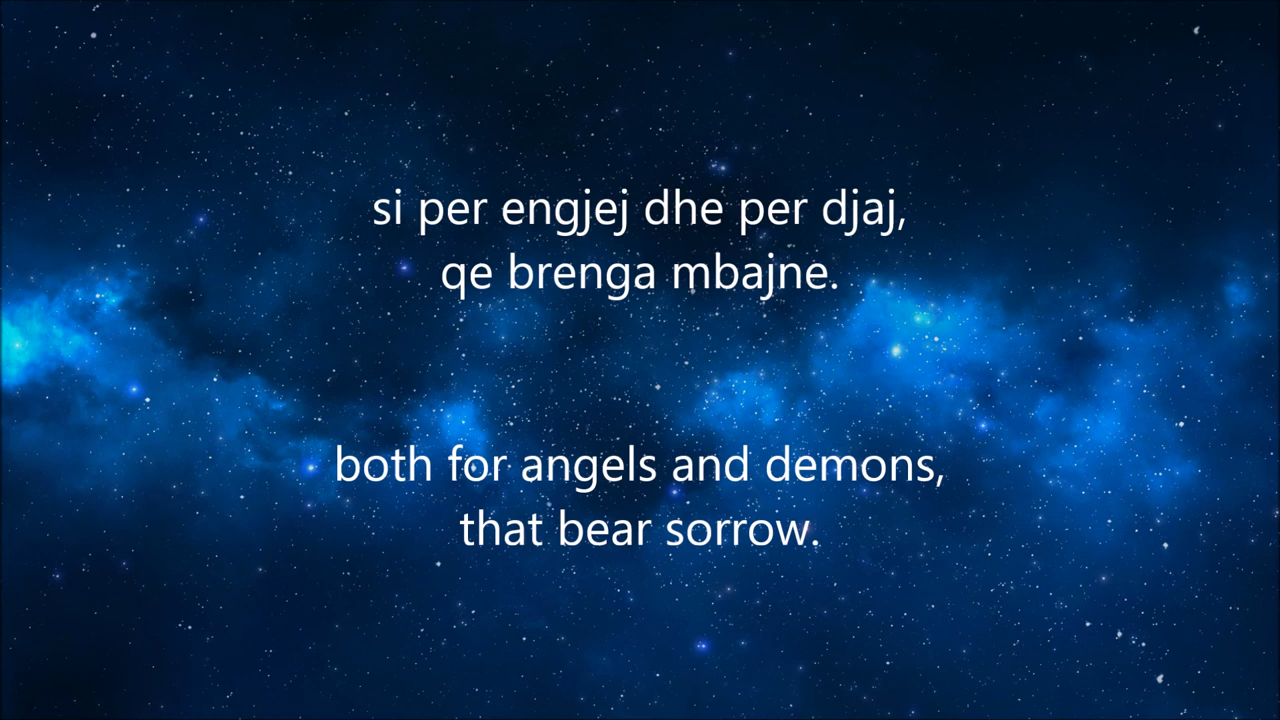 si per engjej dhe per djaj,
qe brenga mbajne.
both for angels and demons,
that bear sorrow.